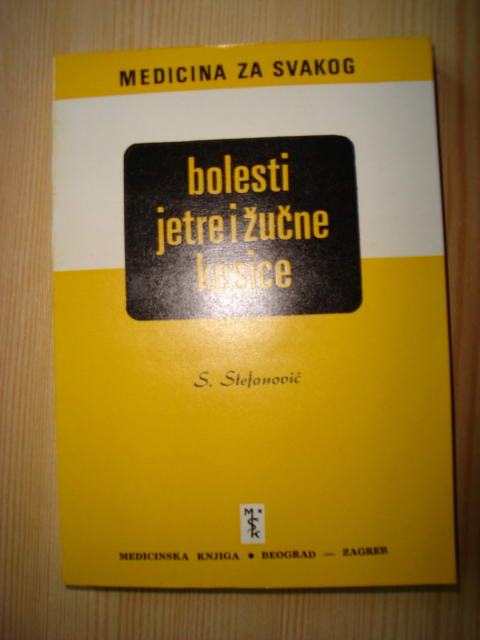 MEDICINA ZA SVAKOG
bolesti
jetre i žučne
kesice
S. Stefanović
M
S
K
MEDICINSKA KNJIGA • BEOGRAD — ZAGREB